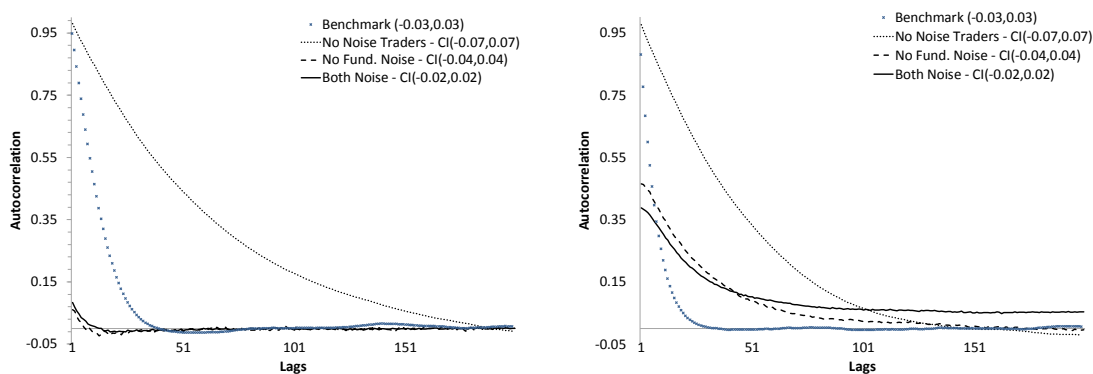 Benchmark (-0.03,0.03)
No Noise Traders - CI(-0.07,0.07)
No Fund. Noise - CI(-0.04,0.04)
Both Noise - CI(-0.02,0.02)
Autocorrelation
0.95
0.75
0.55
0.35
0.15
-0.05
1 51 101 151
Lags
Benchmark (-0.03,0.03)
No Noise Traders - CI(-0.07,0.07)
No Fund. Noise - CI(-0.04,0.04)
Both Noise - CI(-0.02,0.02)
Autocorrelation
0.95
0.75
0.55
0.35
0.15
-0.05
1 51 101 151
Lags